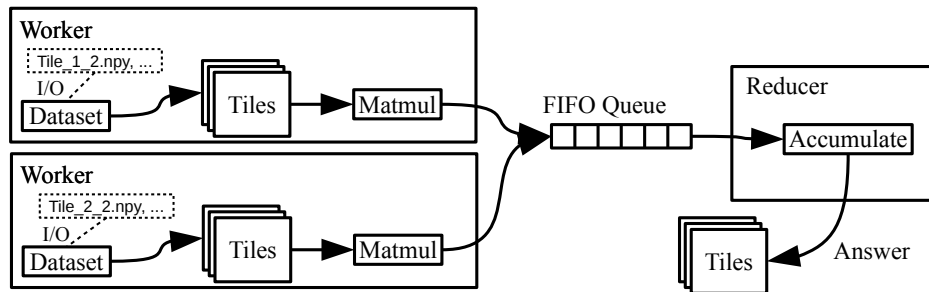 Worker
Tile_1_2.npy, ...
I/O
Dataset
Tiles
Matmul
Worker
Tile_2_2.npy, ...
I/O
Dataset
Tiles
Matmul
FIFO Queue
Reducer
Accumulate
Tiles
Answer